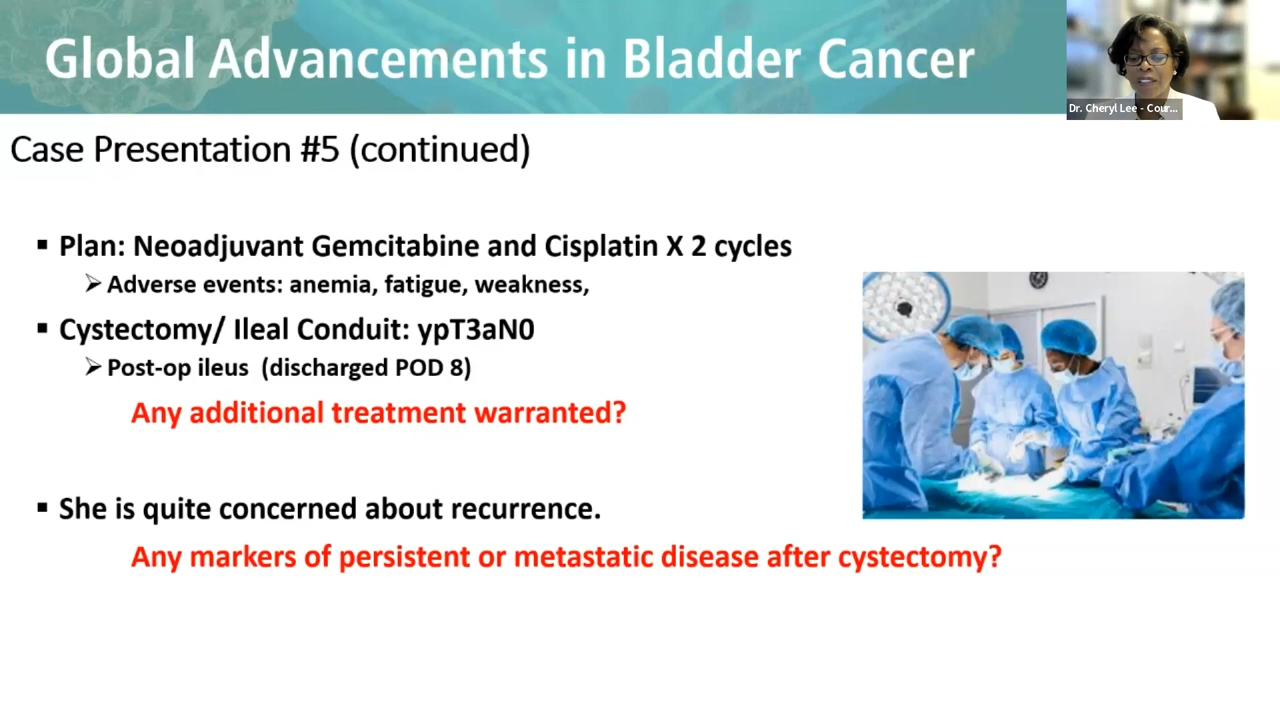 Global Advancements in Bladder Cancer
Dr. Cheryl Lee - Cour...
Case Presentation #5 (continued)
▪ Plan: Neoadjuvant Gemcitabine and Cisplatin X 2 cycles
➢ Adverse events: anemia, fatigue, weakness,
▪ Cystectomy/ Ileal Conduit: ypT3aN0
➢ Post-op ileus (discharged POD 8)
Any additional treatment warranted?
▪ She is quite concerned about recurrence.
Any markers of persistent or metastatic disease after cystectomy?